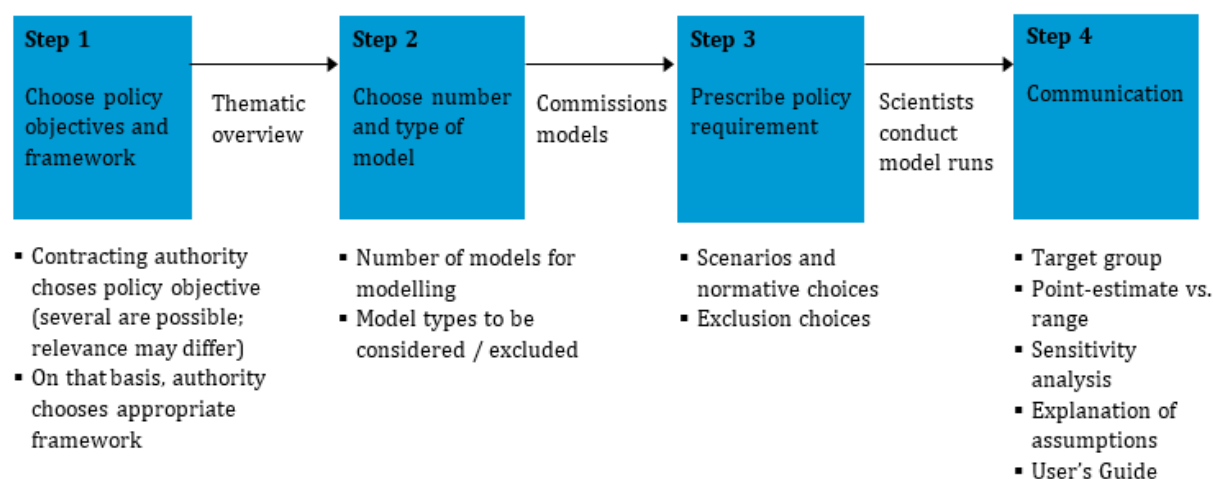 Step 1
Choose policy
objectives and
framework
Thematic
overview
Step 2
Choose number
and type of
model
Commissions
models
Step 3
Prescribe policy
requirement
Scientists
conduct
model runs
Step 4
Communication
▪ Contracting authority
choses policy objective
(several are possible;
relevance may differ)
▪ On that basis, authority
chooses appropriate
framework
▪ Number of models for
modelling
▪ Model types to be
considered / excluded
▪ Scenarios and
normative choices
▪ Exclusion choices
▪ Target group
▪ Point-estimate vs.
range
▪ Sensitivity
analysis
▪ Explanation of
assumptions
▪ User's Guide